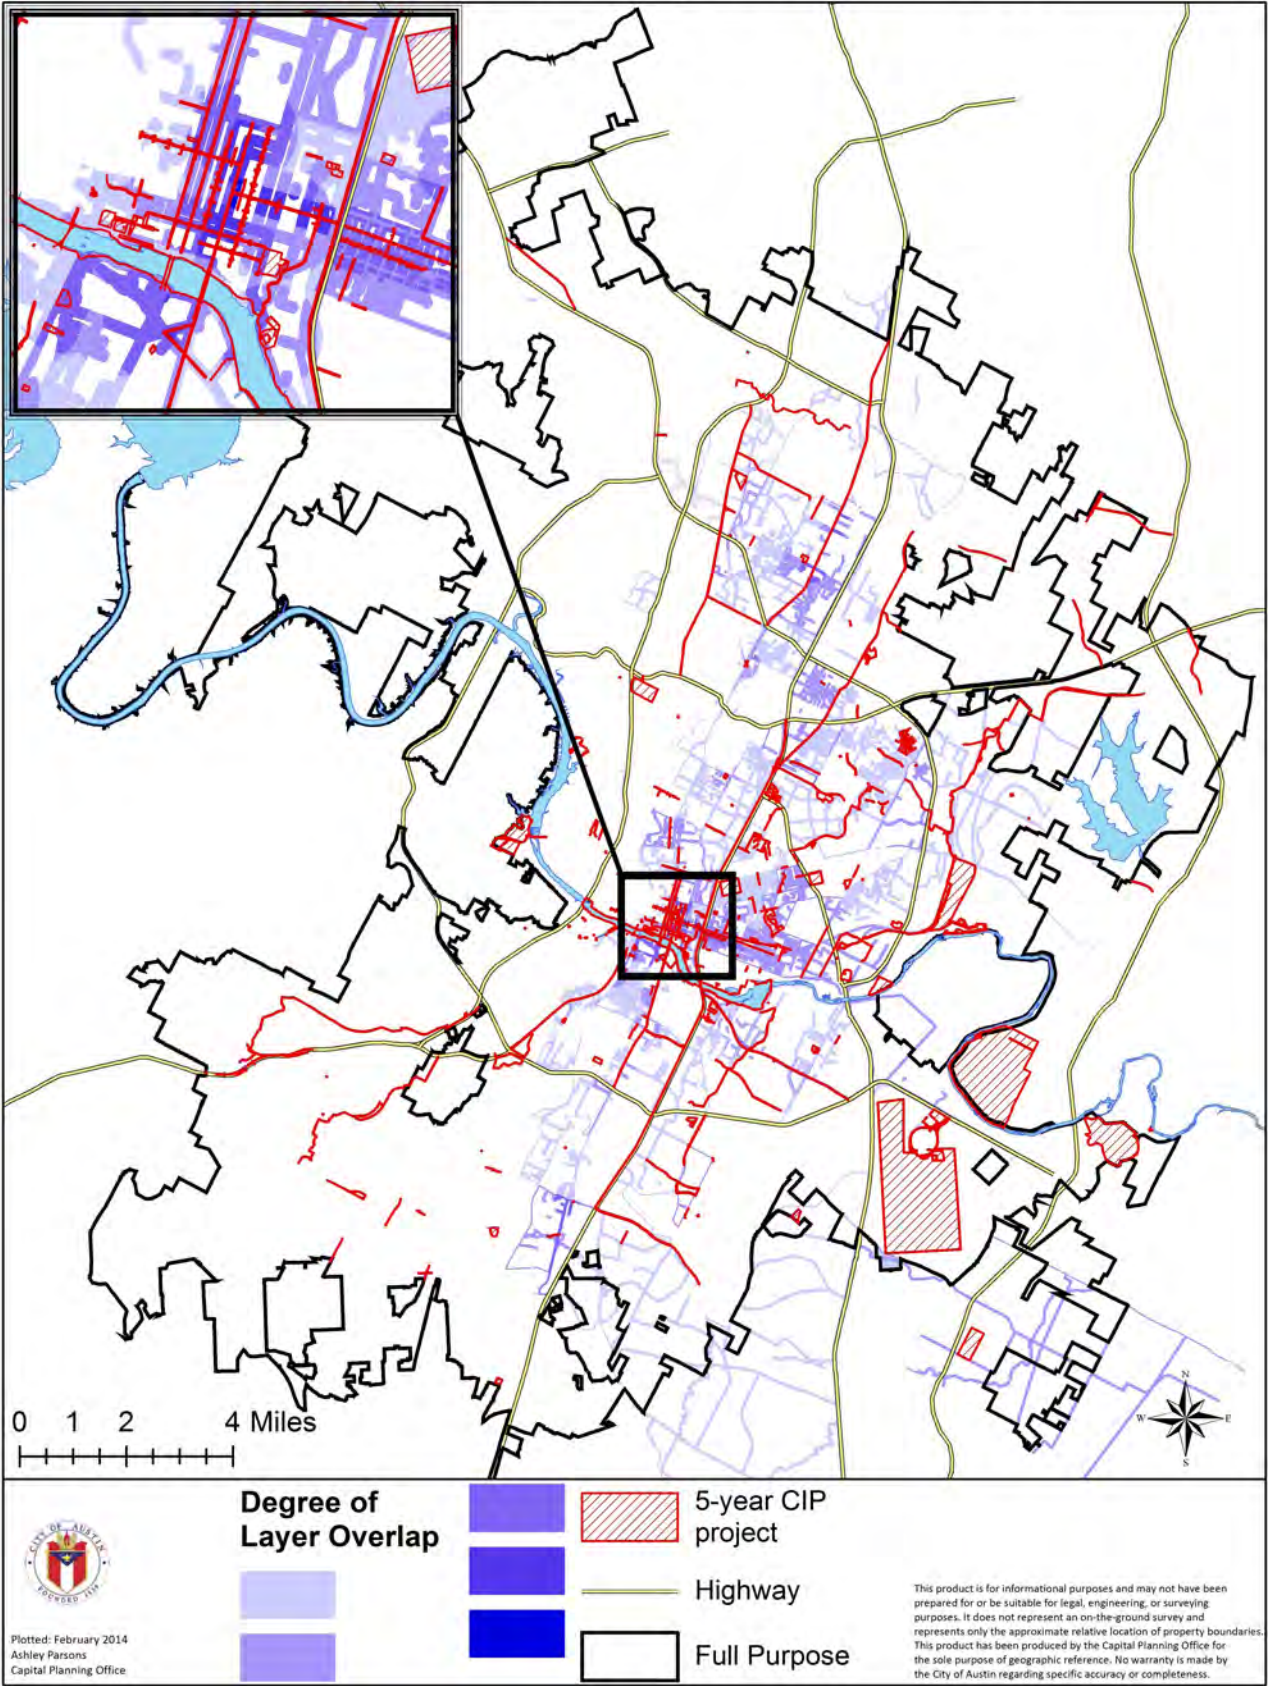 N
W
E
S
0 1 2 4 Miles
Degree of
Layer Overlap
5-year CIP
project
Highway
Full Purpose
CITY OF AUSTIN
FOUNDED 1839
Plotted: February 2014
Ashley Parsons
Capital Planning Office
This product is for informational purposes and may not have been
prepared for or be suitable for legal, engineering, or surveying
purposes. It does not represent an on-the-ground survey and
represents only the approximate relative location of property boundaries.
This product has been produced by the Capital Planning Office for
the sole purpose of geographic reference. No warranty is made by
the City of Austin regarding specific accuracy or completeness.